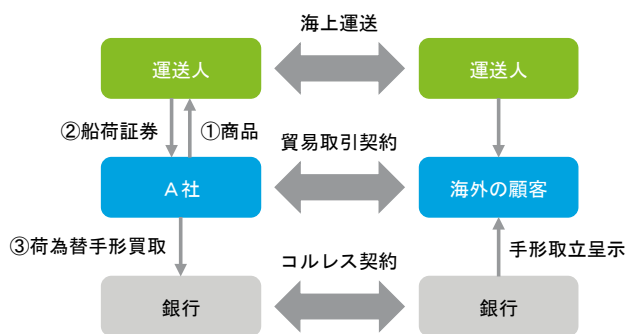 海上運送
運送人
運送人
②船荷証券
①商品
貿易取引契約
A社
海外の顧客
③荷為替手形買取
コルレス契約
手形取立呈示
銀行
銀行